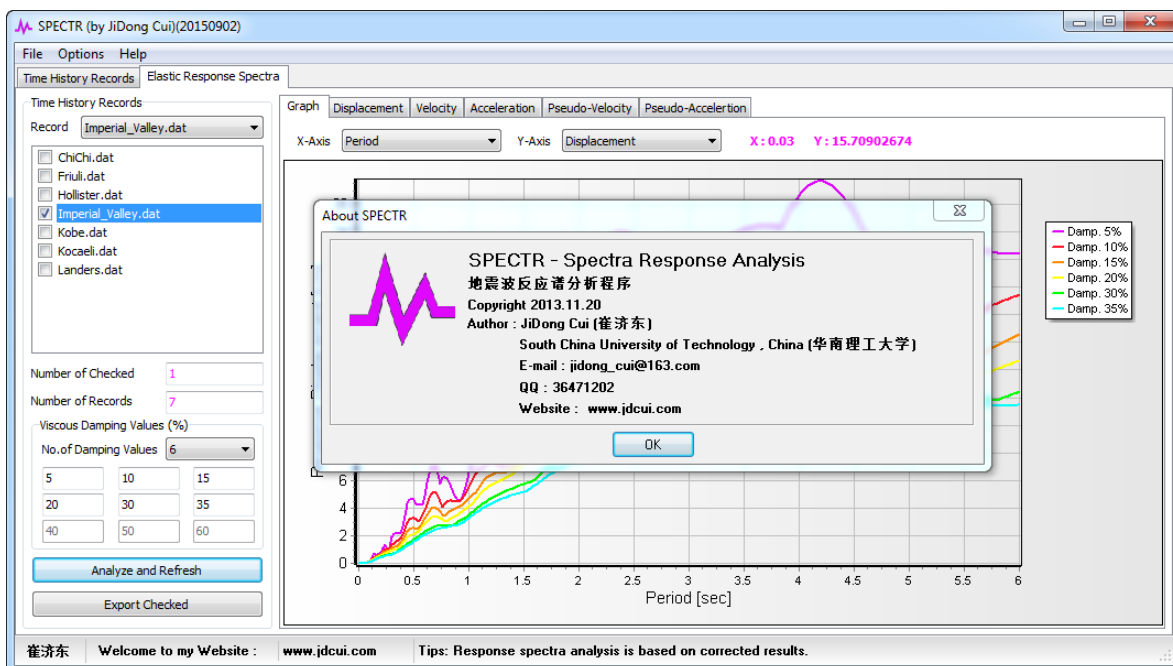 SPECTR (by JiDong Cui)(20150902)
File Options Help
Time History Records Elastic Response Spectra
Time History Records
Record Imperial_Valley.dat
ChiChi.dat
Friuli.dat
Hollister.dat
Imperial_Valley.dat
Kobe.dat
Kocaeli.dat
Landers.dat
Number of Checked 1
Number of Records 7
Viscous Damping Values (%)
No.of Damping Values 6
5 10 15
20 30 35
40 50 60
Analyze and Refresh
Export Checked
Graph Displacement Velocity Acceleration Pseudo-Velocity Pseudo-Accelertion
X-Axis Period Y-Axis Displacement X : 0.03 Y : 15.70902674
About SPECTR
SPECTR - Spectra Response Analysis
地震波反应谱分析程序
Copyright 2013.11.20
Author : JiDong Cui (崔济东)
South China University of Technology , China (华南理工大学)
E-mail : jidong_cui@163.com
QQ : 36471202
Website : www.jdcui.com
OK
Damp. 5%
Damp. 10%
Damp. 15%
Damp. 20%
Damp. 30%
Damp. 35%
6
4
2
0
0 0.5 1 1.5 2 2.5 3 3.5 4 4.5 5 5.5 6
Period [sec]
崔济东 Welcome to my Website : www.jdcui.com Tips: Response spectra analysis is based on corrected results.